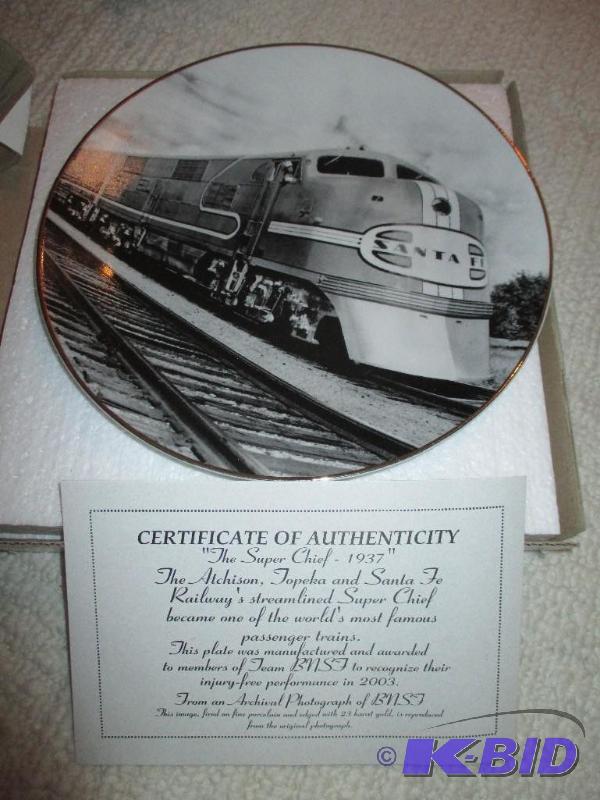 SANTA FE
CERTIFICATE OF AUTHENTICITY
"The Super Chief - 1937"
The Atchison, Topeka and Santa Fe
Railway's streamlined Super Chief
became one of the world's most famous
passenger trains.
This plate was manufactured and awarded
to members of Team BNSF to recognize their
injury-free performance in 2003.
From an Archival Photograph of BNSF
This image, fired on fine porcelain and edged with 23 karat gold, is reproduced
from the original photograph.
© K-BID